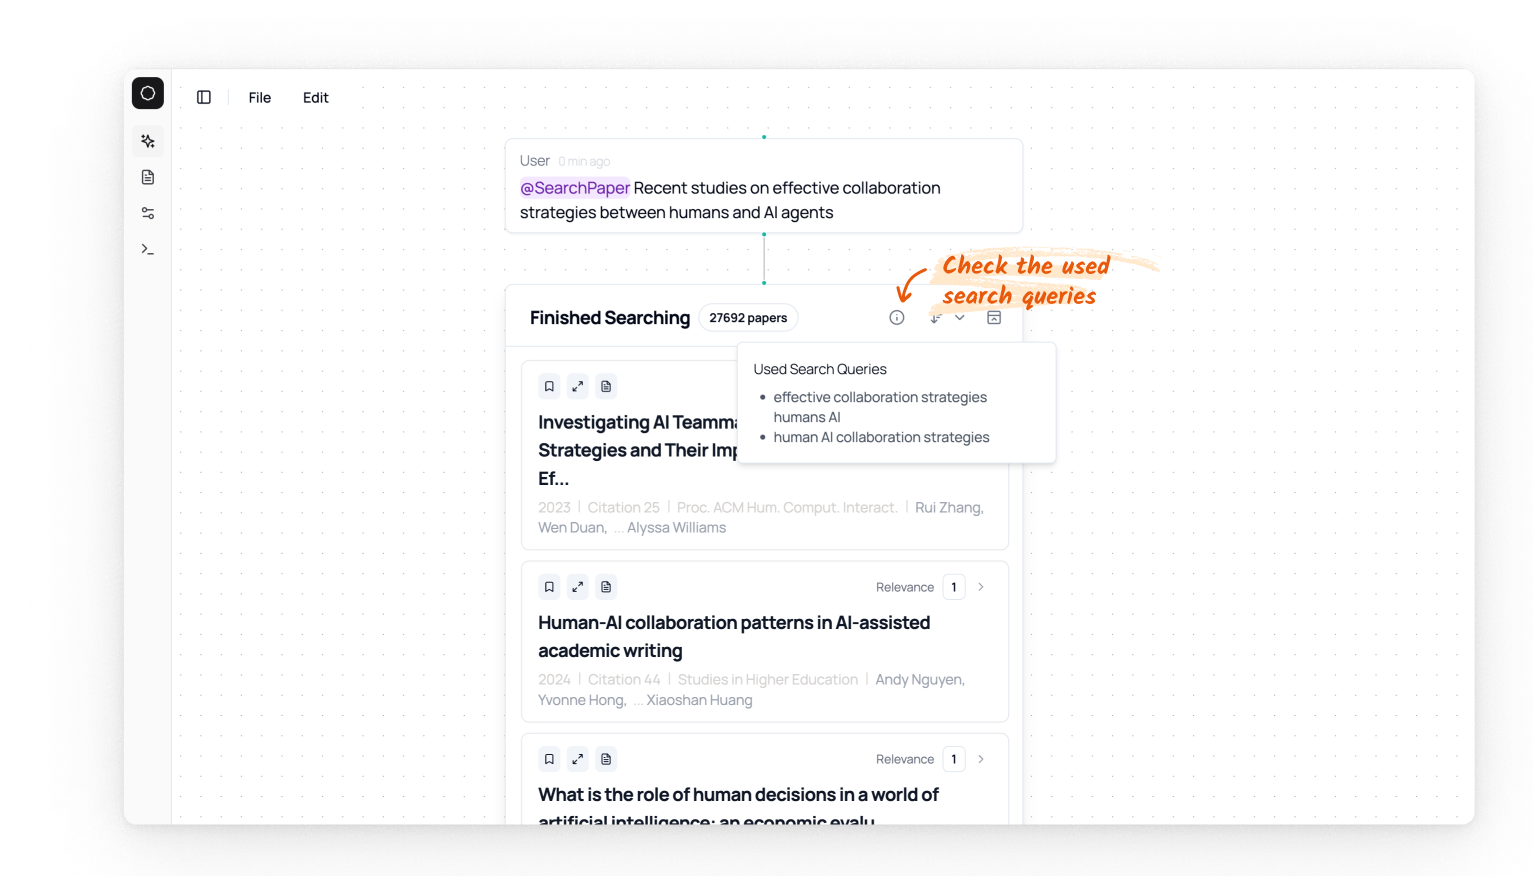 File Edit
User 0 min ago
@SearchPaper Recent studies on effective collaboration
strategies between humans and AI agents
Check the used
search queries
Finished Searching 27692 papers
Used Search Queries
• effective collaboration strategies
humans AI
• human AI collaboration strategies
Investigating AI Teamma
Strategies and Their Imp
Ef...
2023 | Citation 25 | Proc. ACM Hum. Comput. Interact. | Rui Zhang,
Wen Duan, ... Alyssa Williams
Relevance 1
Human-AI collaboration patterns in AI-assisted
academic writing
2024 | Citation 44 | Studies in Higher Education | Andy Nguyen,
Yvonne Hong, ... Xiaoshan Huang
Relevance 1
What is the role of human decisions in a world of
artificial intelligence: an economic evalu